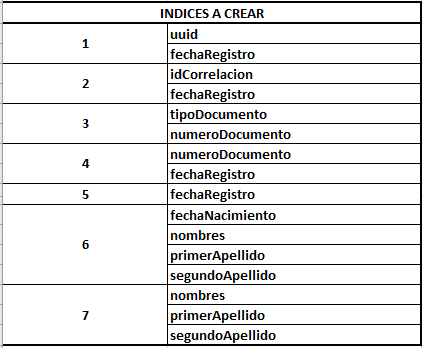 INDICES A CREAR
1
uuid
fechaRegistro
2
idCorrelacion
fechaRegistro
3
tipoDocumento
numeroDocumento
4
numeroDocumento
fechaRegistro
5
fechaRegistro
6
fechaNacimiento
nombres
primerApellido
segundoApellido
7
nombres
primerApellido
segundoApellido